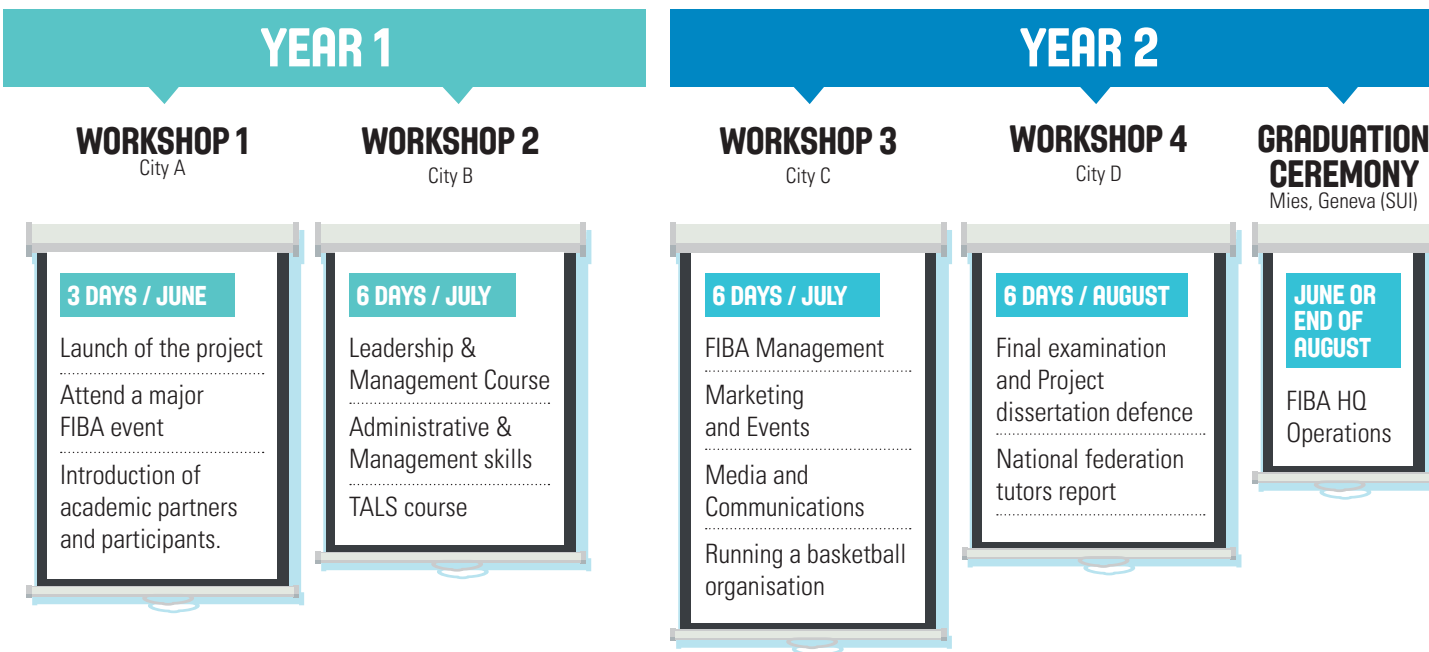 YEAR 1
WORKSHOP 1
City A
3 DAYS / JUNE
Launch of the project
Attend a major
FIBA event
Introduction of
academic partners
and participants.
WORKSHOP 2
City B
6 DAYS / JULY
Leadership &
Management Course
Administrative &
Management skills
TALS course
YEAR 2
WORKSHOP 3
City C
6 DAYS / JULY
FIBA Management
Marketing
and Events
Media and
Communications
Running a basketball
organisation
WORKSHOP 4
City D
6 DAYS / AUGUST
Final examination
and Project
dissertation defence
National federation
tutors report
GRADUATION
CEREMONY
Mies, Geneva (SUI)
JUNE OR
END OF
AUGUST
FIBA HQ
Operations